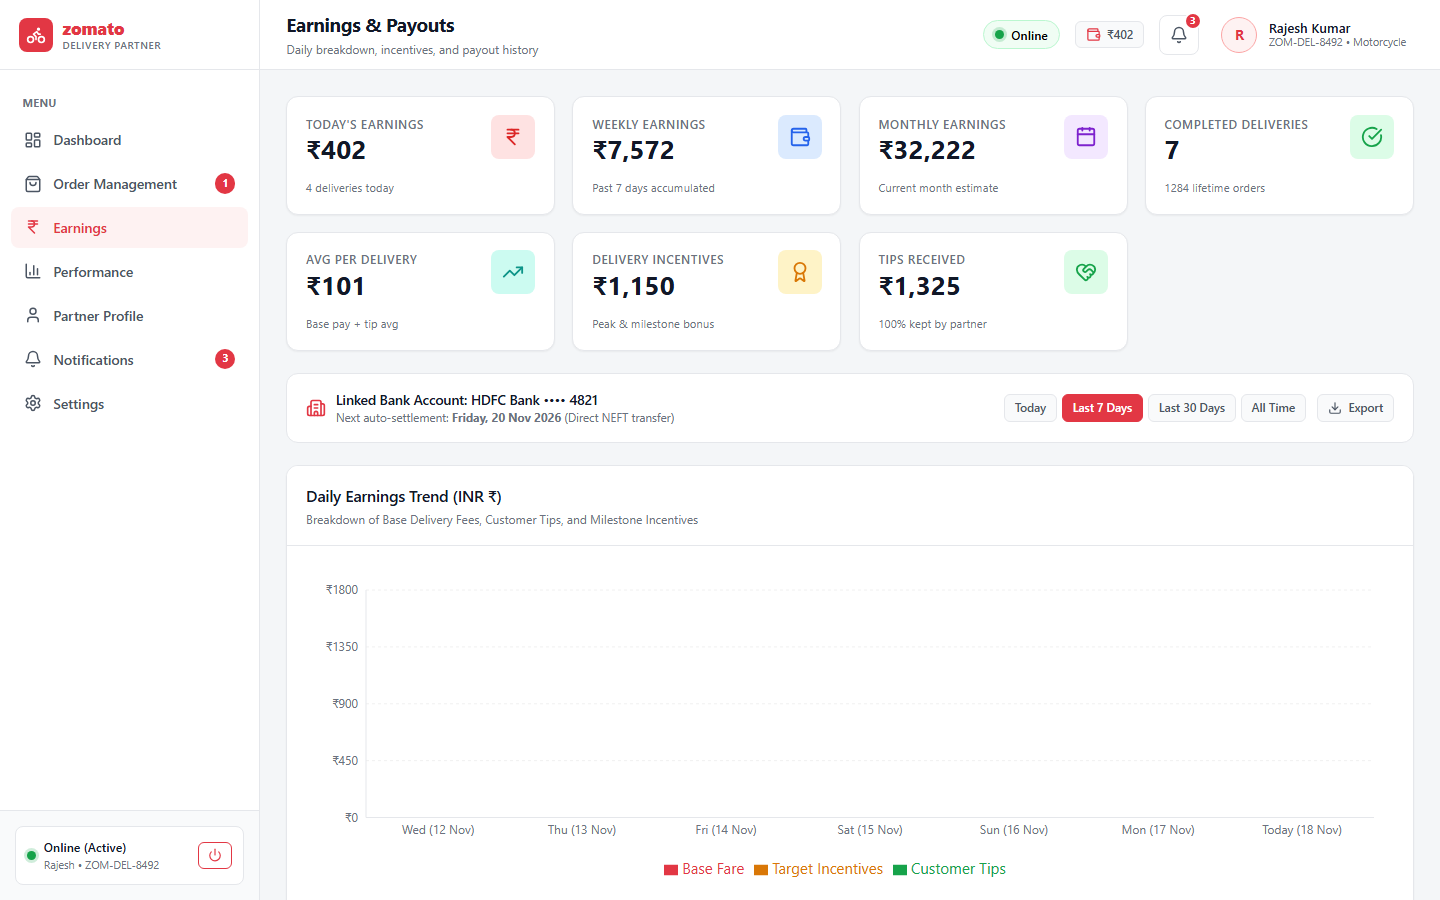 zomato
DELIVERY PARTNER
Earnings & Payouts
Daily breakdown, incentives, and payout history
Online
₹402
3
R
Rajesh Kumar
ZOM-DEL-8492 • Motorcycle
MENU
Dashboard
Order Management 1
Earnings
Performance
Partner Profile
Notifications 3
Settings
Online (Active)
Rajesh • ZOM-DEL-8492
TODAY'S EARNINGS
₹402
4 deliveries today
WEEKLY EARNINGS
₹7,572
Past 7 days accumulated
MONTHLY EARNINGS
₹32,222
Current month estimate
COMPLETED DELIVERIES
7
1284 lifetime orders
AVG PER DELIVERY
₹101
Base pay + tip avg
DELIVERY INCENTIVES
₹1,150
Peak & milestone bonus
TIPS RECEIVED
₹1,325
100% kept by partner
Linked Bank Account: HDFC Bank •••• 4821
Next auto-settlement: Friday, 20 Nov 2026 (Direct NEFT transfer)
Today Last 7 Days Last 30 Days All Time Export
Daily Earnings Trend (INR ₹)
Breakdown of Base Delivery Fees, Customer Tips, and Milestone Incentives
₹1800
₹1350
₹900
₹450
₹0
Wed (12 Nov) Thu (13 Nov) Fri (14 Nov) Sat (15 Nov) Sun (16 Nov) Mon (17 Nov) Today (18 Nov)
Base Fare Target Incentives Customer Tips